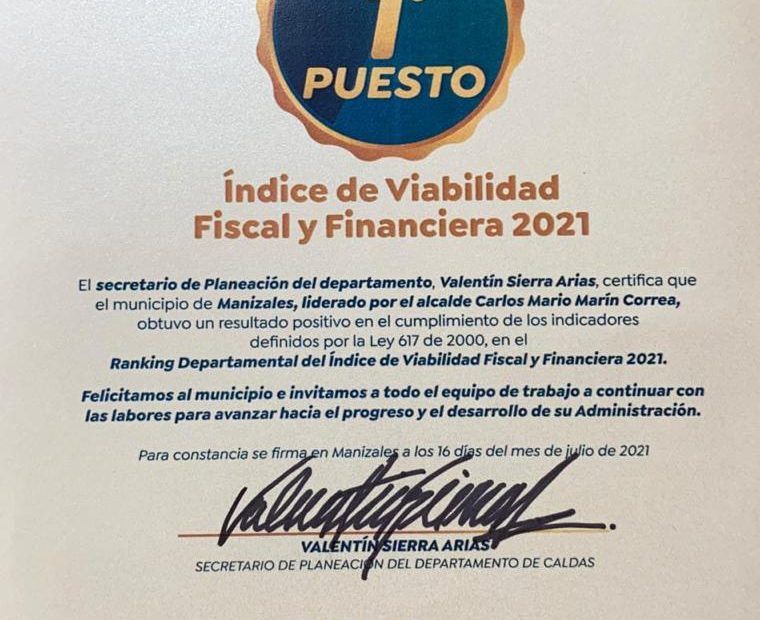 1°
PUESTO
Índice de Viabilidad
Fiscal y Financiera 2021
El secretario de Planeación del departamento, Valentín Sierra Arias, certifica que
el municipio de Manizales, liderado por el alcalde Carlos Mario Marín Correa,
obtuvo un resultado positivo en el cumplimiento de los indicadores
definidos por la Ley 617 de 2000, en el
Ranking Departamental del Índice de Viabilidad Fiscal y Financiera 2021.
Felicitamos al municipio e invitamos a todo el equipo de trabajo a continuar con
las labores para avanzar hacia el progreso y el desarrollo de su Administración.
Para constancia se firma en Manizales a los 16 días del mes de julio de 2021
VALENTÍN SIERRA ARIAS
SECRETARIO DE PLANEACIÓN DEL DEPARTAMENTO DE CALDAS